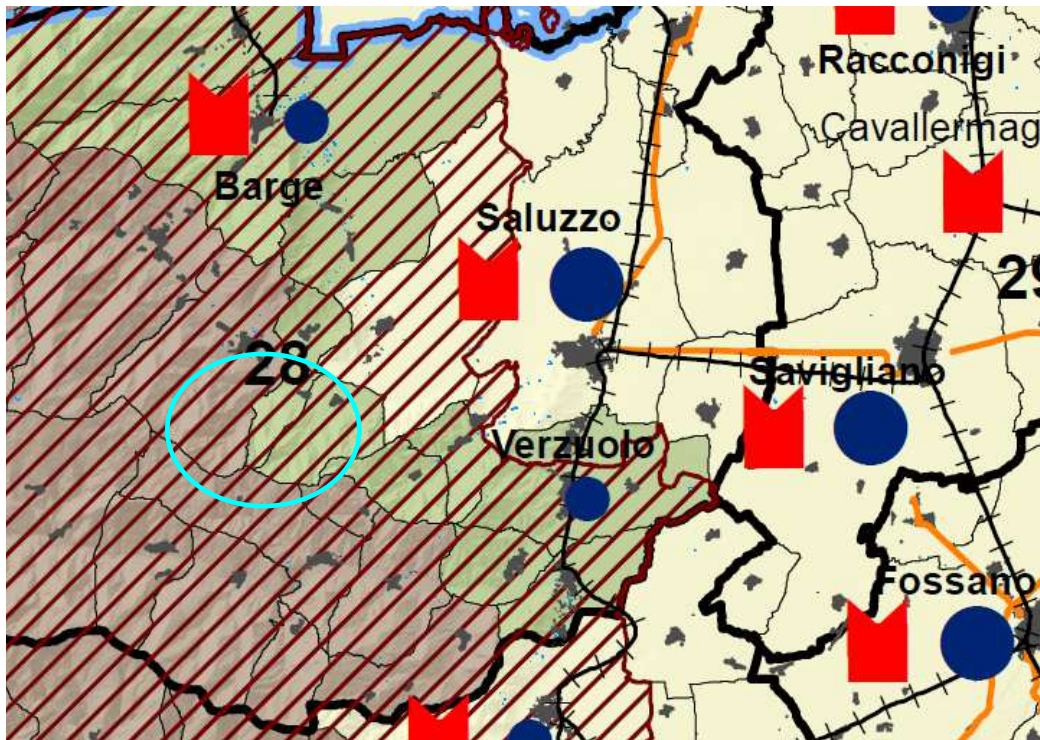 Racconigi
Cavallermag
Barge
Saluzzo
29
28
Savigliano
Verzuolo
Fossano